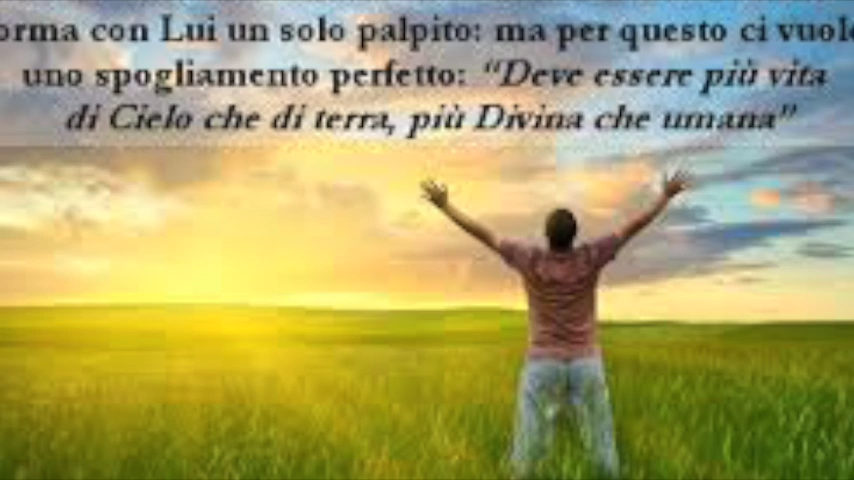 orma con Lui un solo palpito: ma per questo ci vuole
uno spogliamento perfetto: “Deve essere più vita
di Cielo che di terra, più Divina che umana”